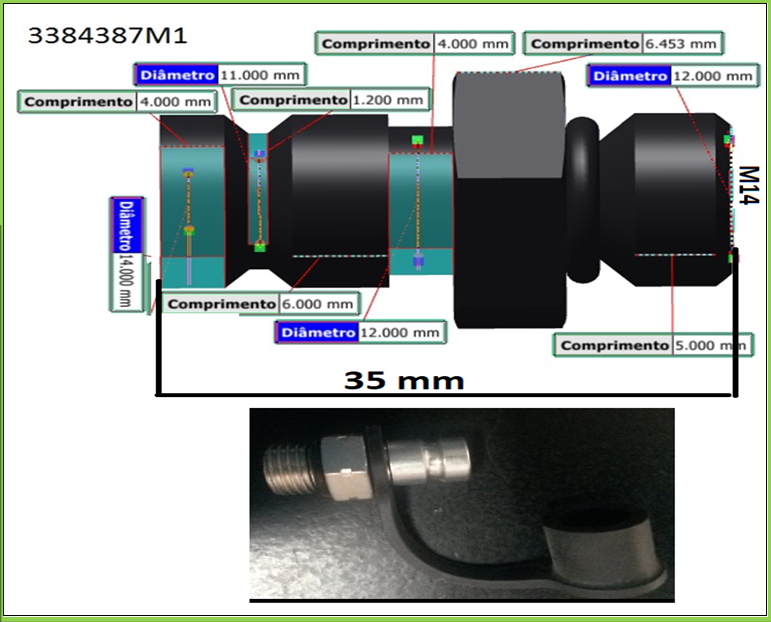 3384387M1
Comprimento 4.000 mm
Comprimento 6.453 mm
Diâmetro 11.000 mm
Diâmetro 12.000 mm
Comprimento 4.000 mm
Comprimento 1.200 mm
M14
Diâmetro 14.000 mm
Comprimento 6.000 mm
Diâmetro 12.000 mm
Comprimento 5.000 mm
35 mm